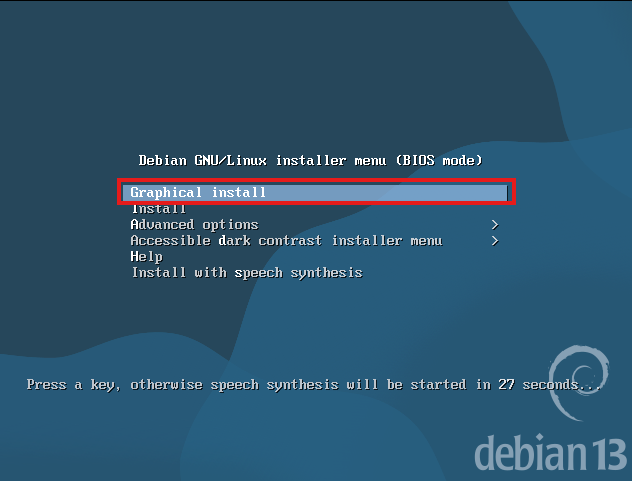 Debian GNU/Linux installer menu (BIOS mode)
Graphical install
Install
Advanced options >
Accessible dark contrast installer menu >
Help
Install with speech synthesis
Press a key, otherwise speech synthesis will be started in 27 seconds...
debian 13